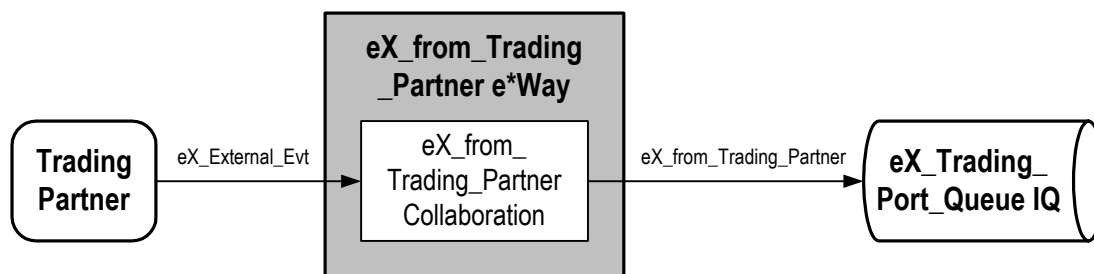 eX_from_Trading
_Partner e*Way
Trading
Partner
eX_External_Evt
eX_from_
Trading_Partner
Collaboration
eX_from_Trading_Partner
eX_Trading_
Port_Queue IQ